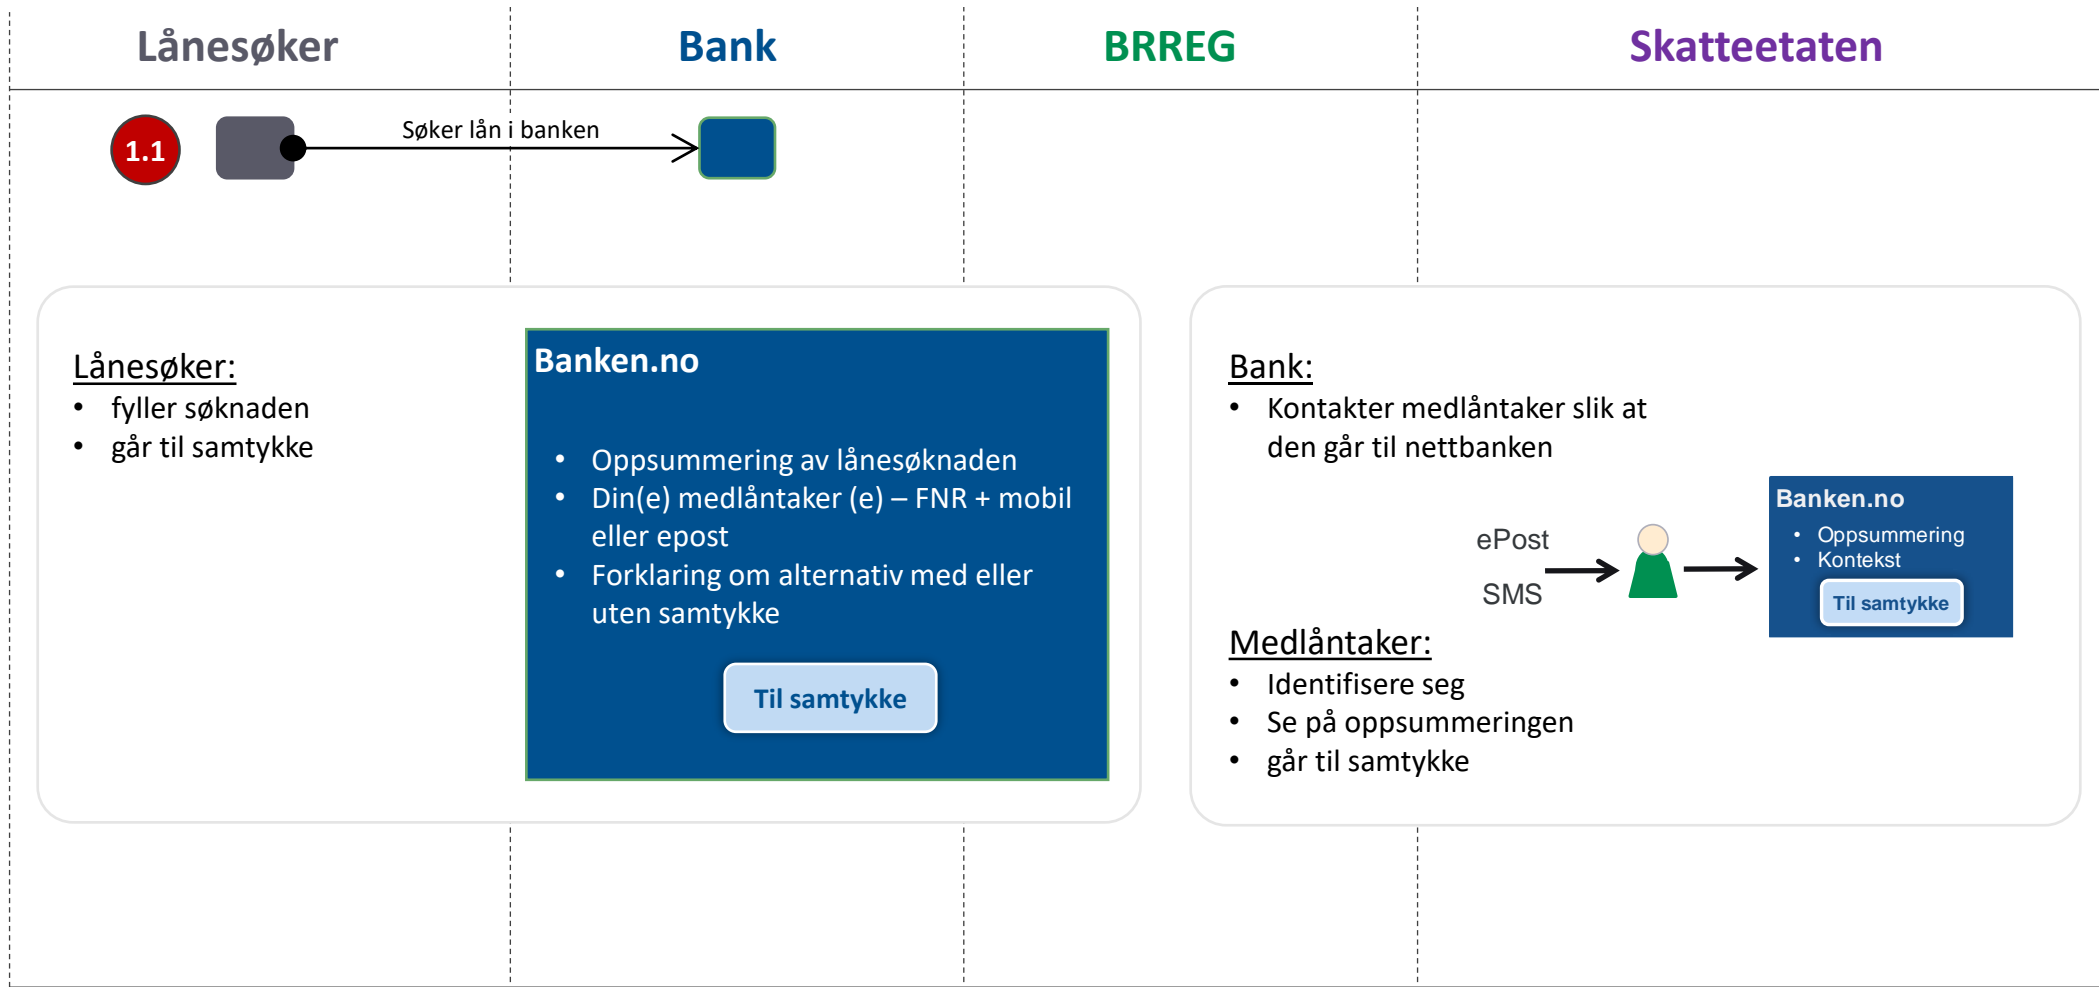 Lånesøker
Bank
BRREG
Skatteetaten
1.1
Søker lån i banken
Lånesøker:
• fyller søknaden
• går til samtykke
Banken.no
• Oppsummering av lånesøknaden
• Din(e) medlåntaker (e) – FNR + mobil
eller epost
• Forklaring om alternativ med eller
uten samtykke
Til samtykke
Bank:
• Kontakter medlåntaker slik at
den går til nettbanken
ePost
SMS
Banken.no
• Oppsummering
• Kontekst
Til samtykke
Medlåntaker:
• Identifisere seg
• Se på oppsummeringen
• går til samtykke